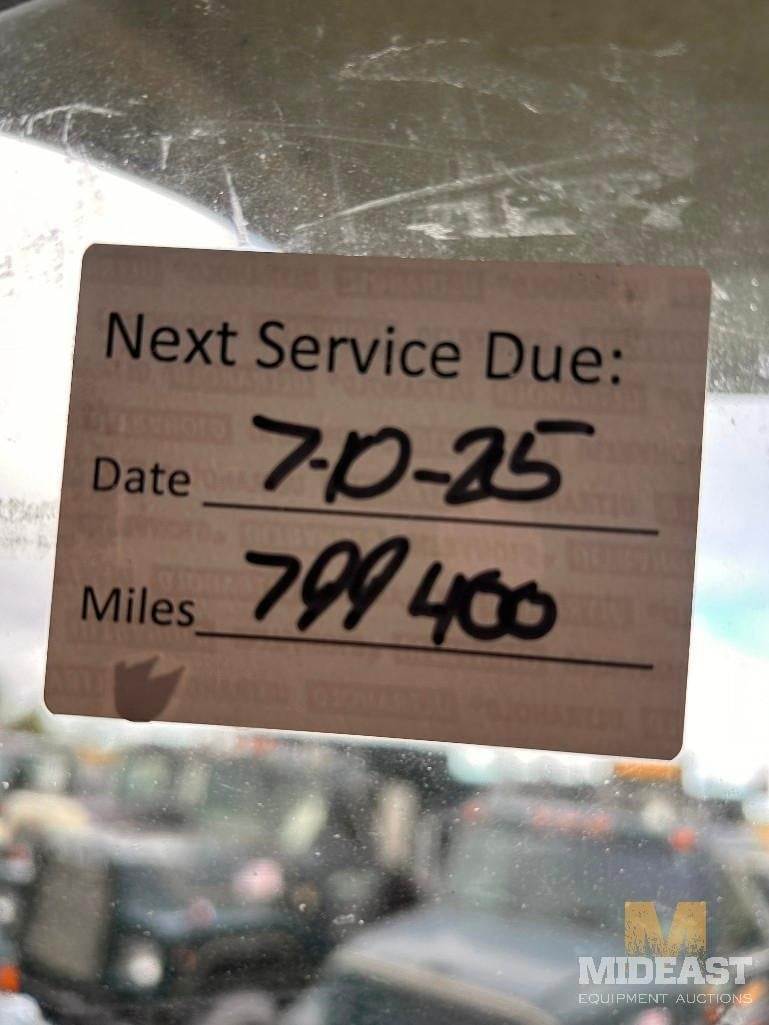 Next Service Due:
Date 7-10-25
Miles 799400
M
MIDEAST
EQUIPMENT AUCTIONS